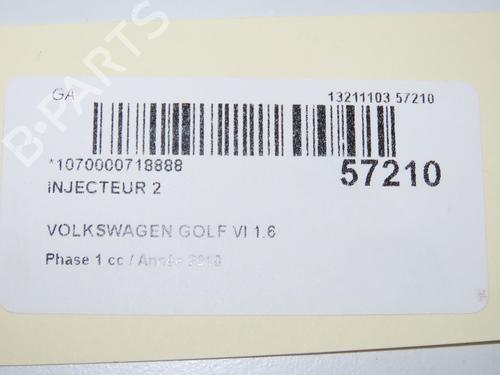 B-PARTS
GA
13211103 57210
*1070000718888
57210
INJECTEUR 2
VOLKSWAGEN GOLF VI 1.6
Phase 1 cc / Année